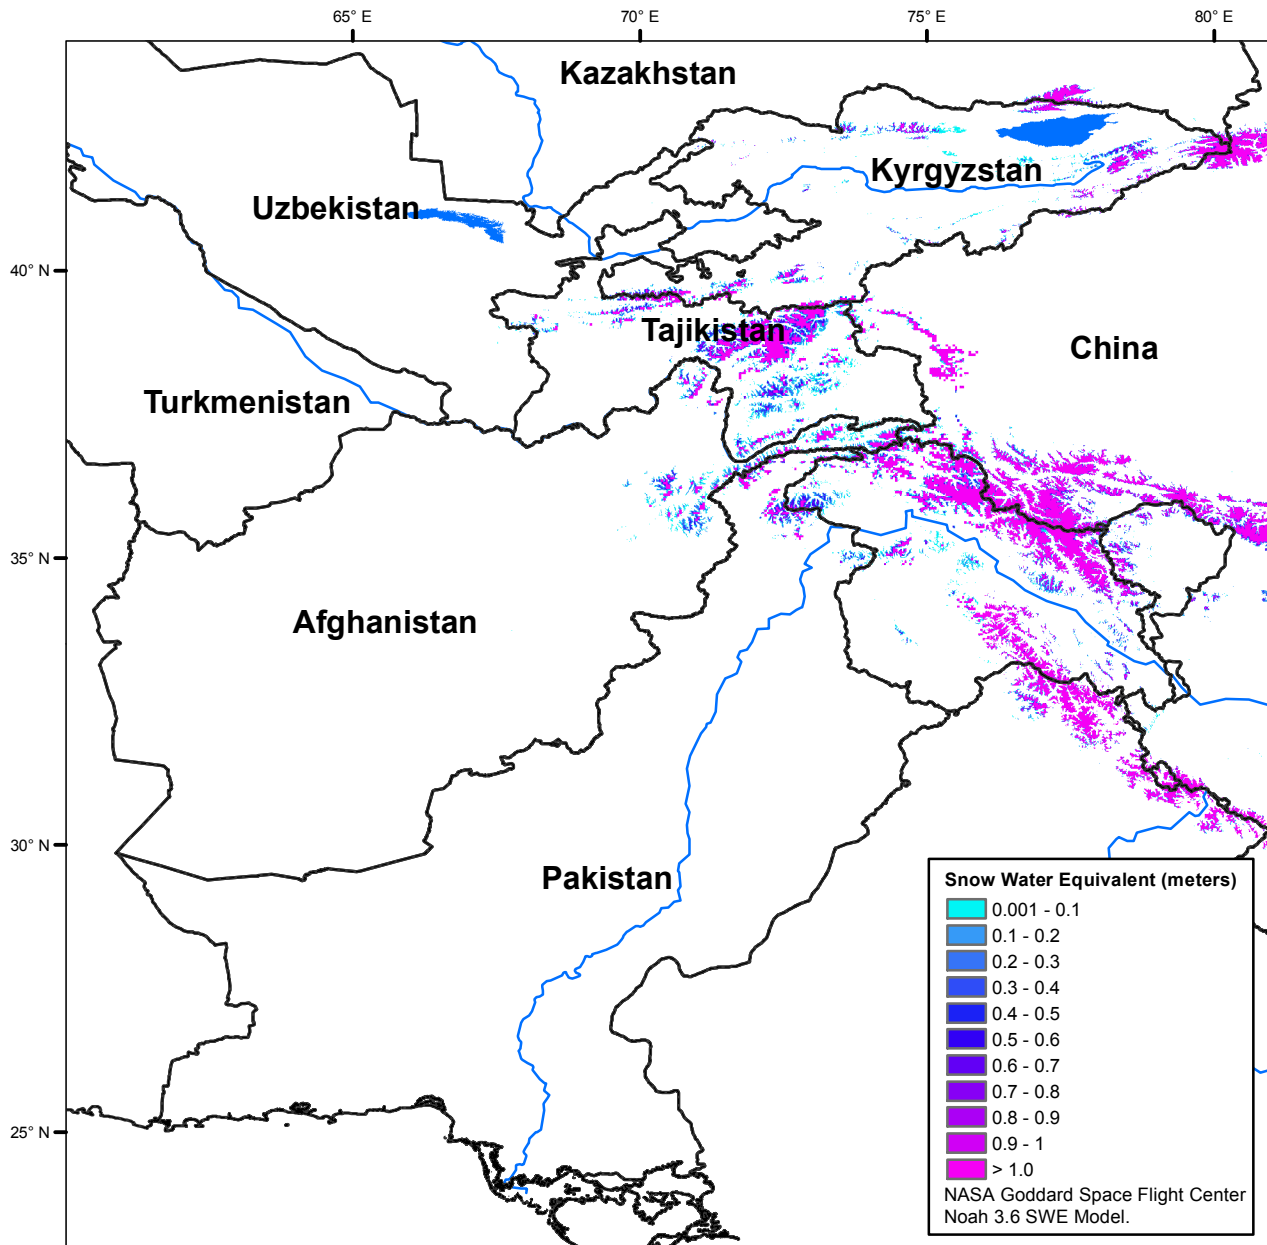 65° E
70° E
75° E
80° E
Kazakhstan
Kyrgyzstan
Uzbekistan
40° N
Tajikistan
China
Turkmenistan
35° N
Afghanistan
30° N
Pakistan
25° N
Snow Water Equivalent (meters)
0.001 - 0.1
0.1 - 0.2
0.2 - 0.3
0.3 - 0.4
0.4 - 0.5
0.5 - 0.6
0.6 - 0.7
0.7 - 0.8
0.8 - 0.9
0.9 - 1
> 1.0
NASA Goddard Space Flight Center
Noah 3.6 SWE Model.